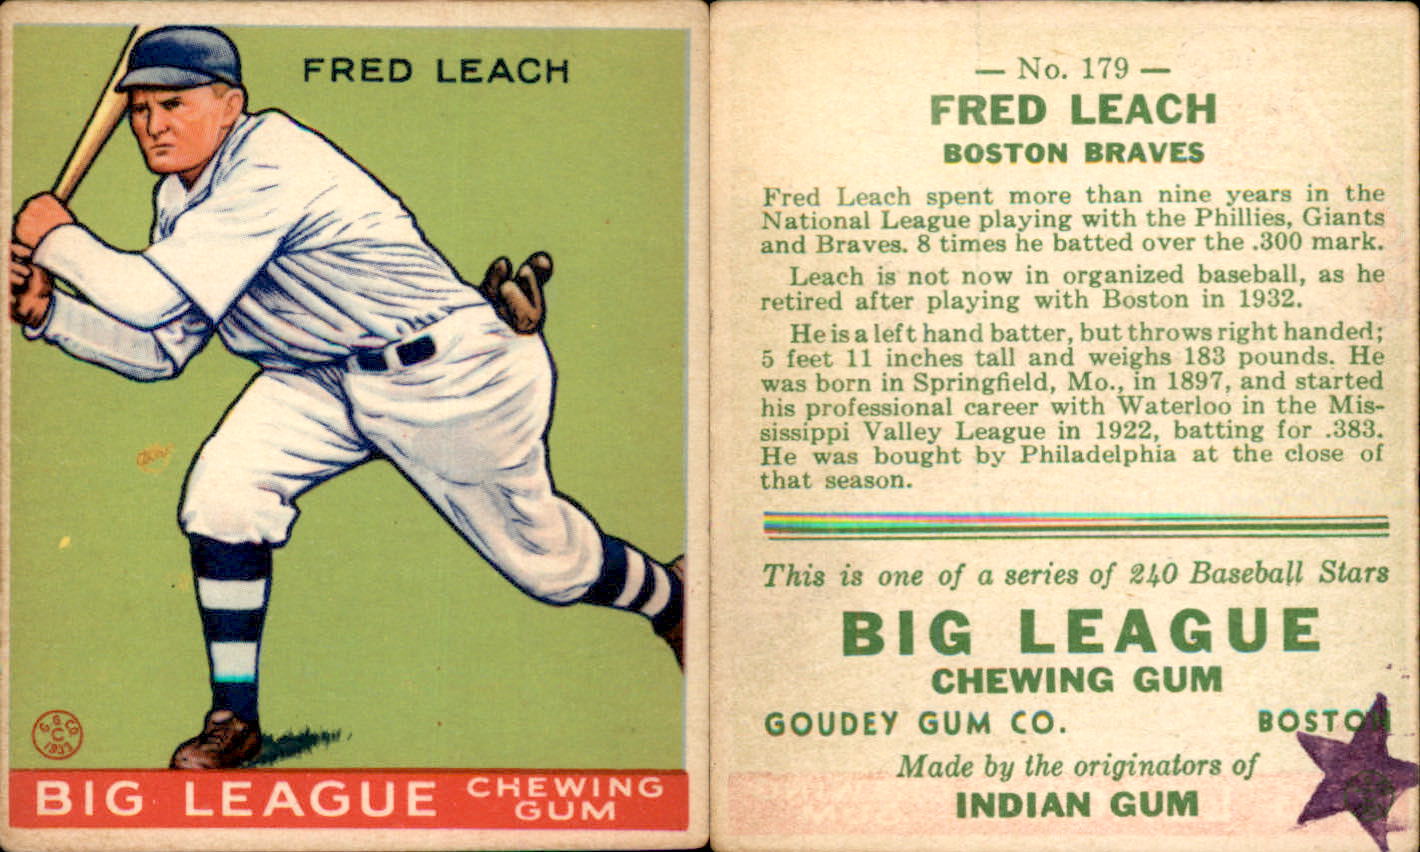 FRED LEACH
G. G. CO.
C
1933
BIG LEAGUE CHEWING GUM
— No. 179 —
FRED LEACH
BOSTON BRAVES
Fred Leach spent more than nine years in the
National League playing with the Phillies, Giants
and Braves. 8 times he batted over the .300 mark.
Leach is not now in organized baseball, as he
retired after playing with Boston in 1932.
He is a left hand batter, but throws right handed;
5 feet 11 inches tall and weighs 183 pounds. He
was born in Springfield, Mo., in 1897, and started
his professional career with Waterloo in the Mis-
sissippi Valley League in 1922, batting for .383.
He was bought by Philadelphia at the close of
that season.
This is one of a series of 240 Baseball Stars
BIG LEAGUE
CHEWING GUM
GOUDEY GUM CO. BOSTON
Made by the originators of
INDIAN GUM